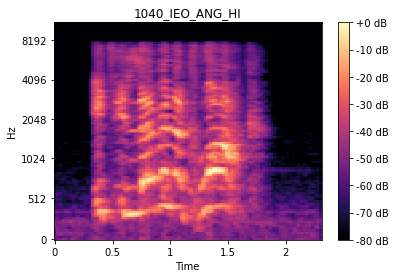 1040_IEO_ANG_HI
+0 dB
8192
-10 dB
4096
-20 dB
-30 dB
2048
Hz
-40 dB
1024
-50 dB
512
-60 dB
-70 dB
0
-80 dB
0 0.5 1 1.5 2
Time